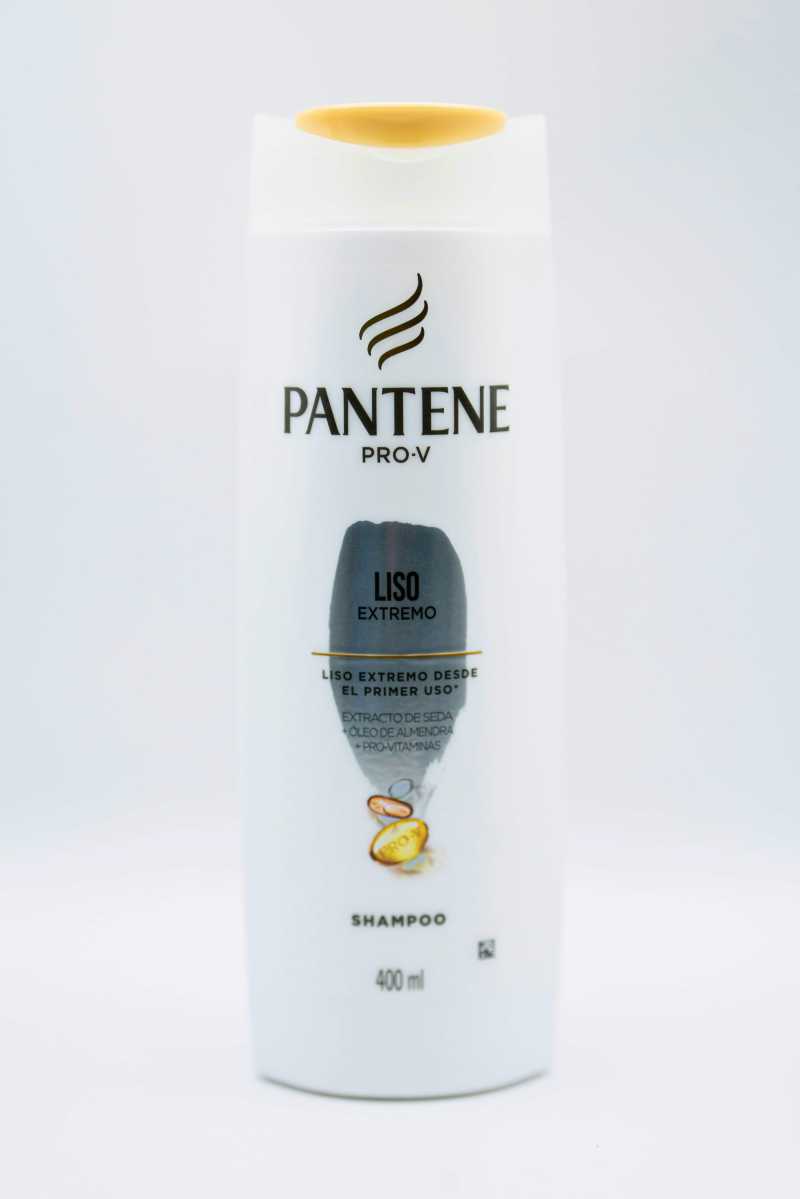 PANTENE
PRO-V
LISO
EXTREMO
LISO EXTREMO DESDE
EL PRIMER USO*
EXTRACTO DE SEDA
+ ÓLEO DE ALMENDRA
+ PRO-VITAMINAS
PRO-V
SHAMPOO
400 ml